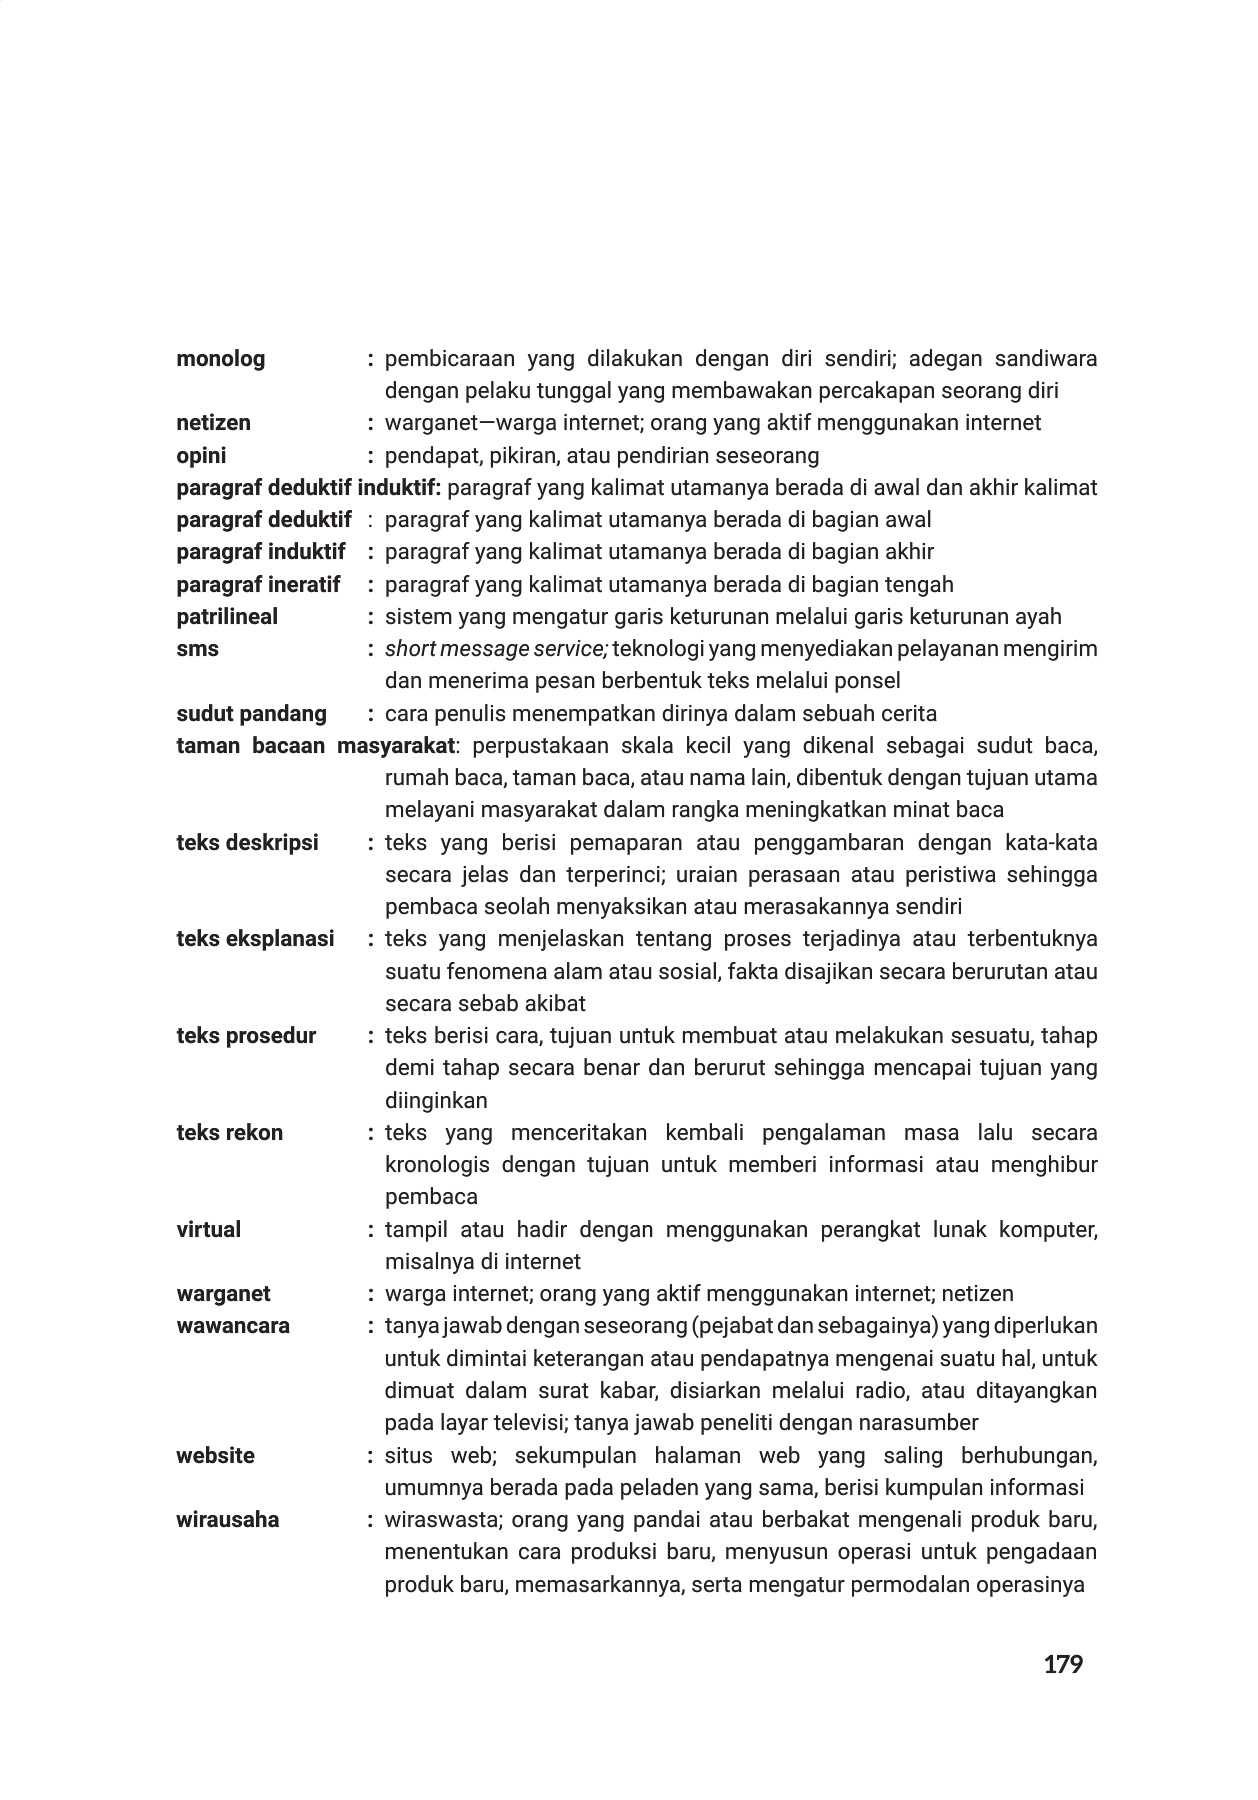 monolog : pembicaraan yang dilakukan dengan diri sendiri; adegan sandiwara
dengan pelaku tunggal yang membawakan percakapan seorang diri
netizen : warganet—warga internet; orang yang aktif menggunakan internet
opini : pendapat, pikiran, atau pendirian seseorang
paragraf deduktif induktif: paragraf yang kalimat utamanya berada di awal dan akhir kalimat
paragraf deduktif : paragraf yang kalimat utamanya berada di bagian awal
paragraf induktif : paragraf yang kalimat utamanya berada di bagian akhir
paragraf ineratif : paragraf yang kalimat utamanya berada di bagian tengah
patrilineal : sistem yang mengatur garis keturunan melalui garis keturunan ayah
sms : short message service; teknologi yang menyediakan pelayanan mengirim
dan menerima pesan berbentuk teks melalui ponsel
sudut pandang : cara penulis menempatkan dirinya dalam sebuah cerita
taman bacaan masyarakat: perpustakaan skala kecil yang dikenal sebagai sudut baca,
rumah baca, taman baca, atau nama lain, dibentuk dengan tujuan utama
melayani masyarakat dalam rangka meningkatkan minat baca
teks deskripsi : teks yang berisi pemaparan atau penggambaran dengan kata-kata
secara jelas dan terperinci; uraian perasaan atau peristiwa sehingga
pembaca seolah menyaksikan atau merasakannya sendiri
teks eksplanasi : teks yang menjelaskan tentang proses terjadinya atau terbentuknya
suatu fenomena alam atau sosial, fakta disajikan secara berurutan atau
secara sebab akibat
teks prosedur : teks berisi cara, tujuan untuk membuat atau melakukan sesuatu, tahap
demi tahap secara benar dan berurut sehingga mencapai tujuan yang
diinginkan
teks rekon : teks yang menceritakan kembali pengalaman masa lalu secara
kronologis dengan tujuan untuk memberi informasi atau menghibur
pembaca
virtual : tampil atau hadir dengan menggunakan perangkat lunak komputer,
misalnya di internet
warganet : warga internet; orang yang aktif menggunakan internet; netizen
wawancara : tanya jawab dengan seseorang (pejabat dan sebagainya) yang diperlukan
untuk dimintai keterangan atau pendapatnya mengenai suatu hal, untuk
dimuat dalam surat kabar, disiarkan melalui radio, atau ditayangkan
pada layar televisi; tanya jawab peneliti dengan narasumber
website : situs web; sekumpulan halaman web yang saling berhubungan,
umumnya berada pada peladen yang sama, berisi kumpulan informasi
wirausaha : wiraswasta; orang yang pandai atau berbakat mengenali produk baru,
menentukan cara produksi baru, menyusun operasi untuk pengadaan
produk baru, memasarkannya, serta mengatur permodalan operasinya
179